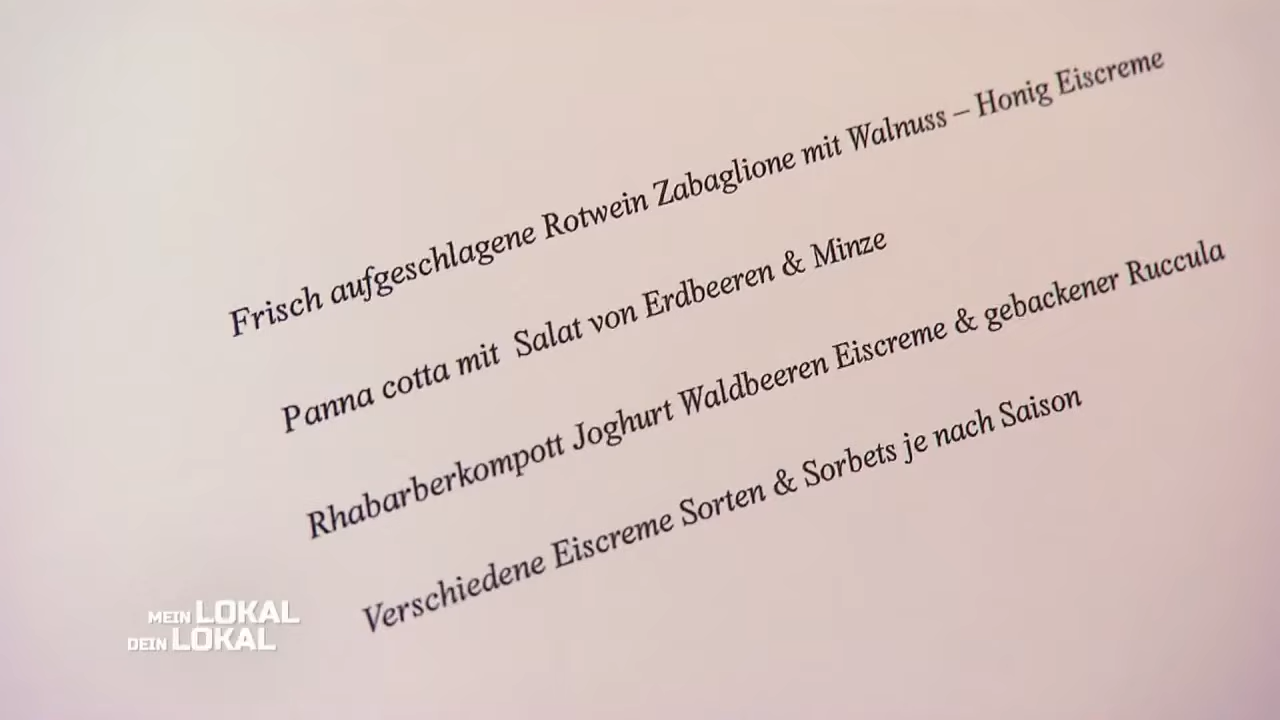 Frisch aufgeschlagene Rotwein Zabaglione mit Walnuss – Honig Eiscreme
Panna cotta mit Salat von Erdbeeren & Minze
Rhabarberkompott Joghurt Waldbeeren Eiscreme & gebackener Ruccula
Verschiedene Eiscreme Sorten & Sorbets je nach Saison
MEIN LOKAL
DEIN LOKAL